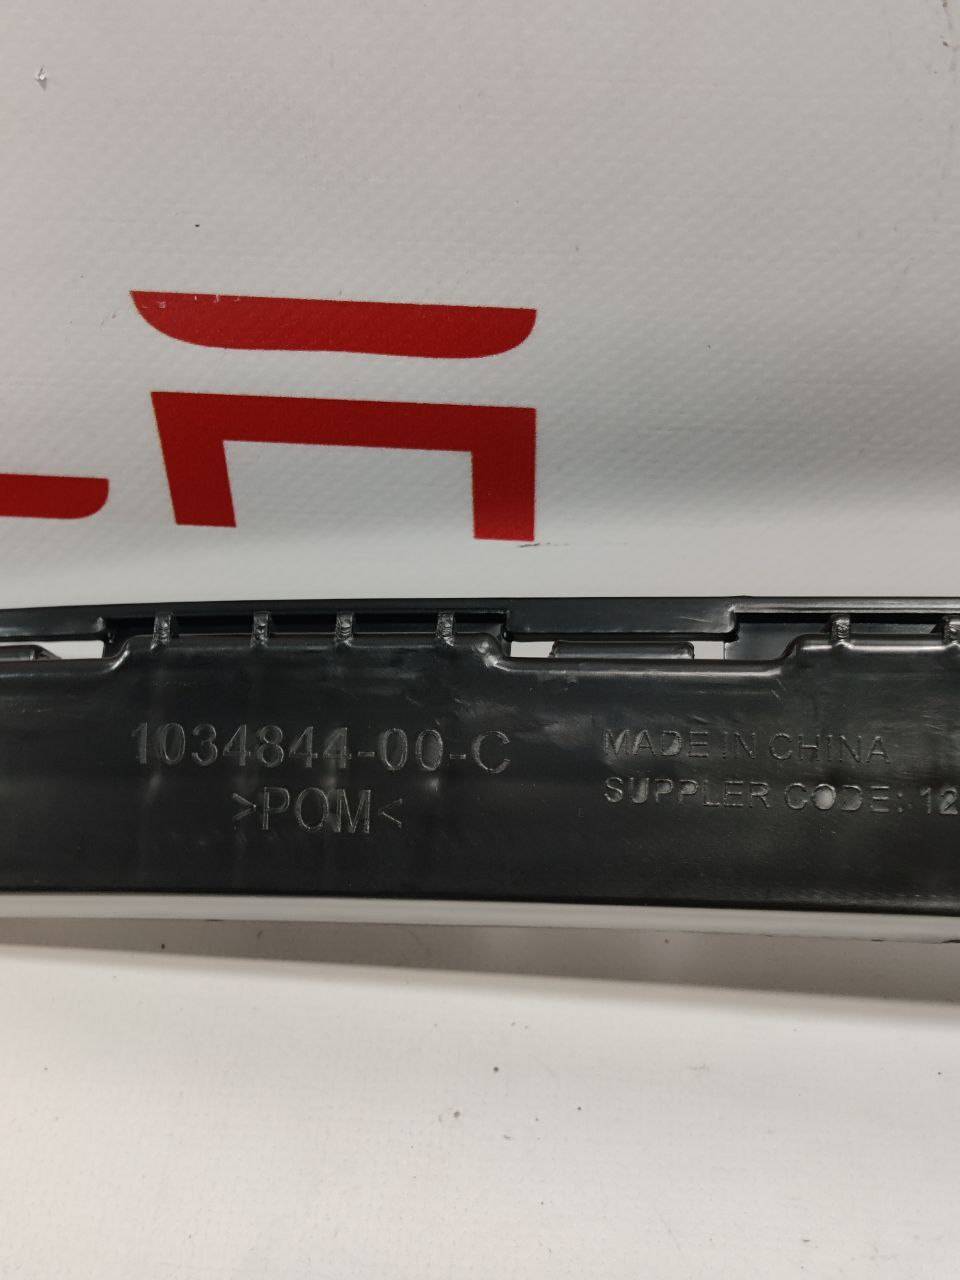 1034844-00-C
>POM<
MADE IN CHINA
SUPPLER CODE: 12